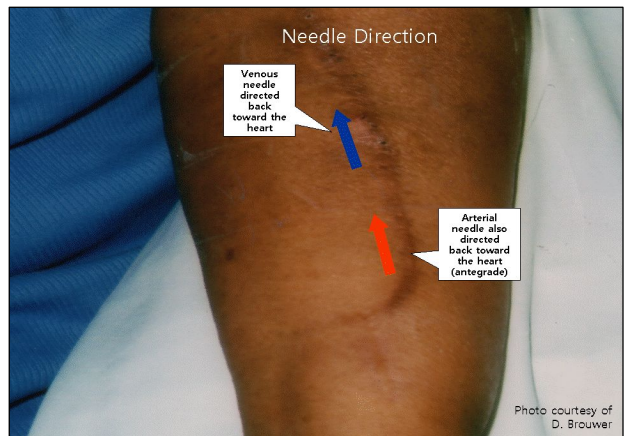 Needle Direction
Venous
needle
directed
back
toward the
heart
Arterial
needle also
directed
back toward
the heart
(antegrade)
Photo courtesy of
D. Brouwer